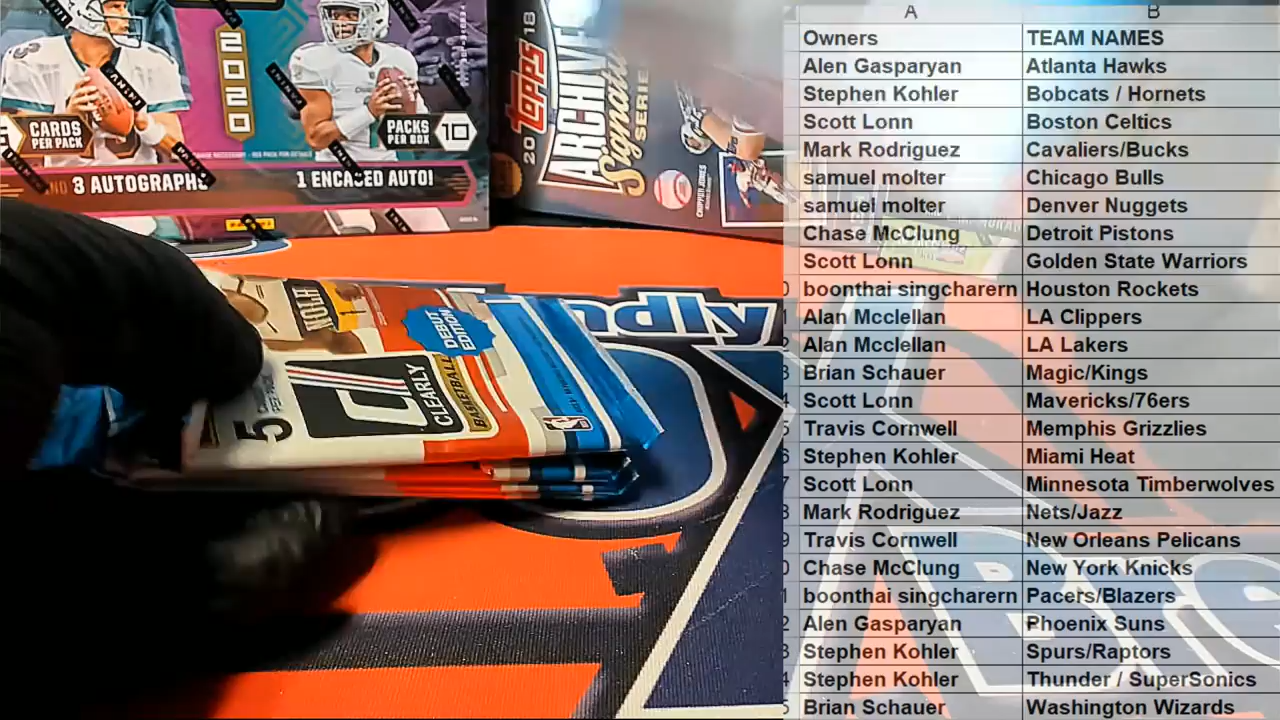 2020
CARDS
PER PACK
PACKS
PER BOX
10
3 AUTOGRAPHS
1 ENCASED AUTO!
PANINI
2018
TOPPS
ARCHIVES
Signature
SERIES
CHIPPER JONES
NOLA
DEBUT
EDITION
5
CLEARLY
BASKETBALL
NBA
A B
Owners TEAM NAMES
Alen Gasparyan Atlanta Hawks
Stephen Kohler Bobcats / Hornets
Scott Lonn Boston Celtics
Mark Rodriguez Cavaliers/Bucks
samuel molter Chicago Bulls
samuel molter Denver Nuggets
Chase McClung Detroit Pistons
Scott Lonn Golden State Warriors
boonthai singcharern Houston Rockets
Alan Mcclellan LA Clippers
Alan Mcclellan LA Lakers
Brian Schauer Magic/Kings
Scott Lonn Mavericks/76ers
Travis Cornwell Memphis Grizzlies
Stephen Kohler Miami Heat
Scott Lonn Minnesota Timberwolves
Mark Rodriguez Nets/Jazz
Travis Cornwell New Orleans Pelicans
Chase McClung New York Knicks
boonthai singcharern Pacers/Blazers
Alen Gasparyan Phoenix Suns
Stephen Kohler Spurs/Raptors
Stephen Kohler Thunder / SuperSonics
Brian Schauer Washington Wizards